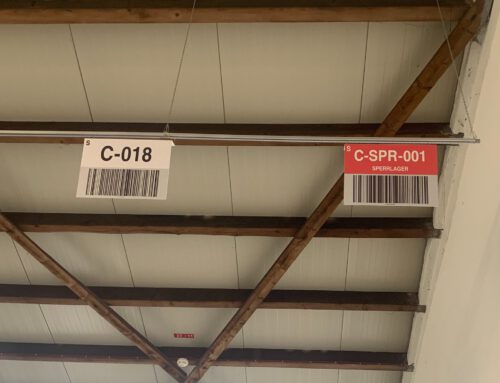 S
C-018
S
C-SPR-001
SPERRLAGER